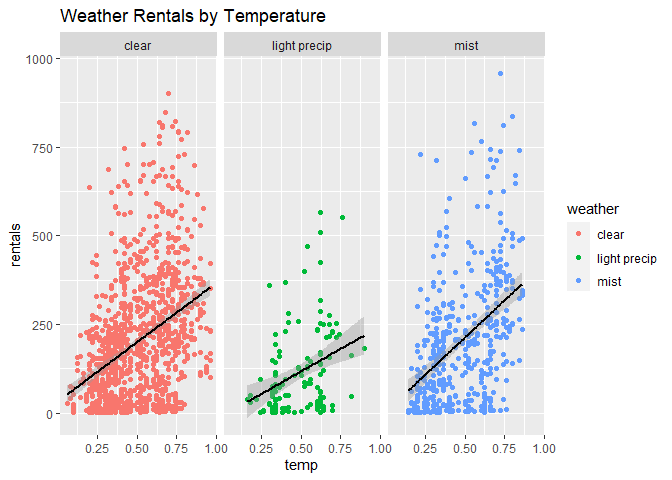 Weather Rentals by Temperature
clear
light precip
mist
1000
750
500
250
0
rentals
0.25 0.50 0.75 1.00
0.25 0.50 0.75 1.00
0.25 0.50 0.75 1.00
temp
weather
clear
light precip
mist